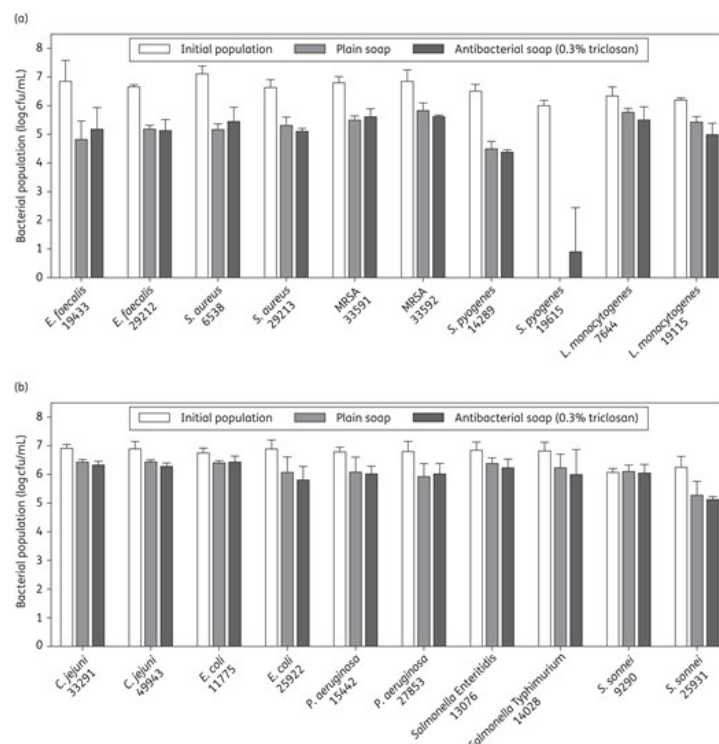 (a)
8
7
6
5
4
3
2
1
0
Bacterial population (log cfu/mL)
Initial population
Plain soap
Antibacterial soap (0.3% triclosan)
E. faecalis
19433
E. faecalis
29212
S. aureus
6538
S. aureus
29213
MRSA
33591
MRSA
33592
S. pyogenes
14289
S. pyogenes
19615
L. monocytogenes
7644
L. monocytogenes
19115
(b)
8
7
6
5
4
3
2
1
0
Bacterial population (log cfu/mL)
Initial population
Plain soap
Antibacterial soap (0.3% triclosan)
C. jejuni
33291
C. jejuni
49943
E. coli
11775
E. coli
25922
P. aeruginosa
15442
P. aeruginosa
27853
Salmonella Enteritidis
13076
Salmonella Typhimurium
14028
S. sonnei
9290
S. sonnei
25931